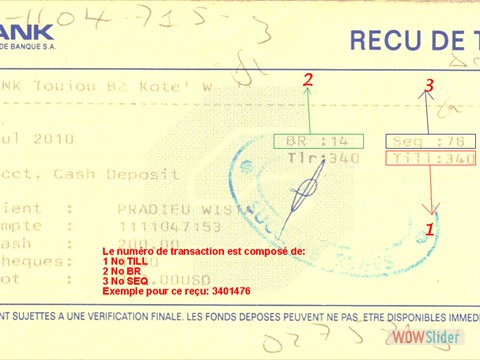 1104-715-3
ANK
DE BANQUE S.A.
RECU DE T
NK Toujou Bò Kote' W
2
3
ul 2010
BR :14
Seq :76
Tlr:340
Till:340
cct, Cash Deposit
1
ient : PRADIEU WIS
mpte : 1111047153
ash : 200.00
heques:
ot : .00USD
Le numéro de transaction est composé de:
1 No TILL
2 No BR
3 No SEQ
Exemple pour ce reçu: 3401476
NT SUJETTES A UNE VERIFICATION FINALE. LES FONDS DEPOSES PEUVENT NE PAS ETRE DISPONIBLES IMMED
WOWSlider